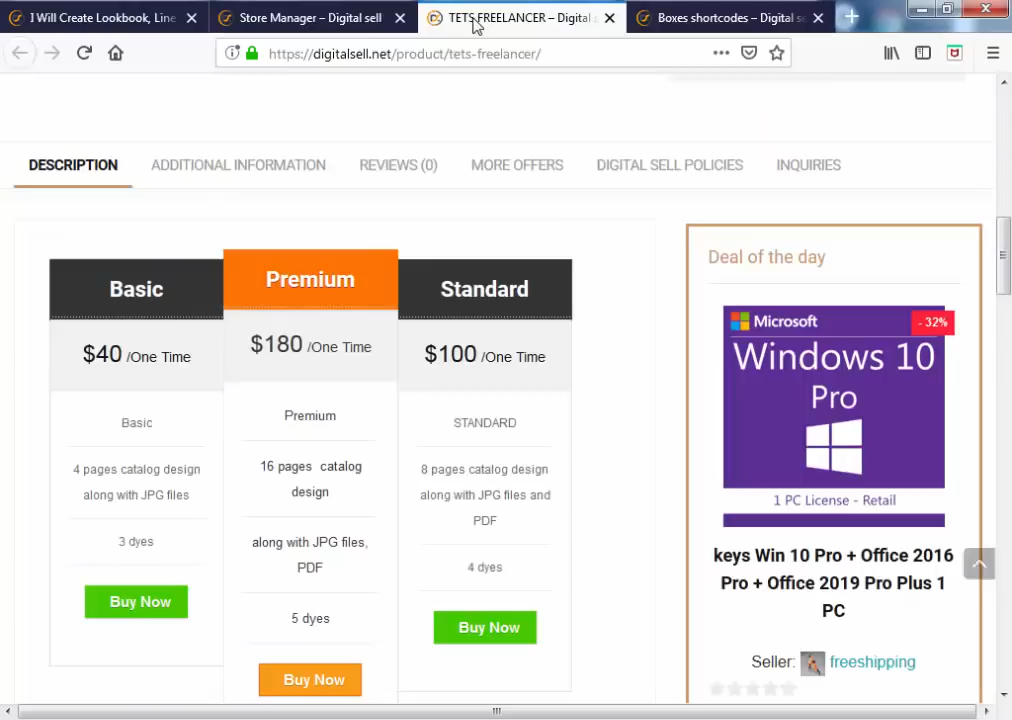 I Will Create Lookbook, Line
Store Manager – Digital sell
TETS FREELANCER – Digital
Boxes shortcodes – Digital se
https://digitalsell.net/product/tets-freelancer/
DESCRIPTION
ADDITIONAL INFORMATION
REVIEWS (0)
MORE OFFERS
DIGITAL SELL POLICIES
INQUIRIES
Basic
$40 /One Time
Basic
4 pages catalog design
along with JPG files
3 dyes
Buy Now
Premium
$180 /One Time
Premium
16 pages catalog
design
along with JPG files,
PDF
5 dyes
Buy Now
Standard
$100 /One Time
STANDARD
8 pages catalog design
along with JPG files and
PDF
4 dyes
Buy Now
Deal of the day
Microsoft
- 32%
Windows 10
Pro
1 PC License - Retail
keys Win 10 Pro + Office 2016
Pro + Office 2019 Pro Plus 1
PC
Seller: freeshipping